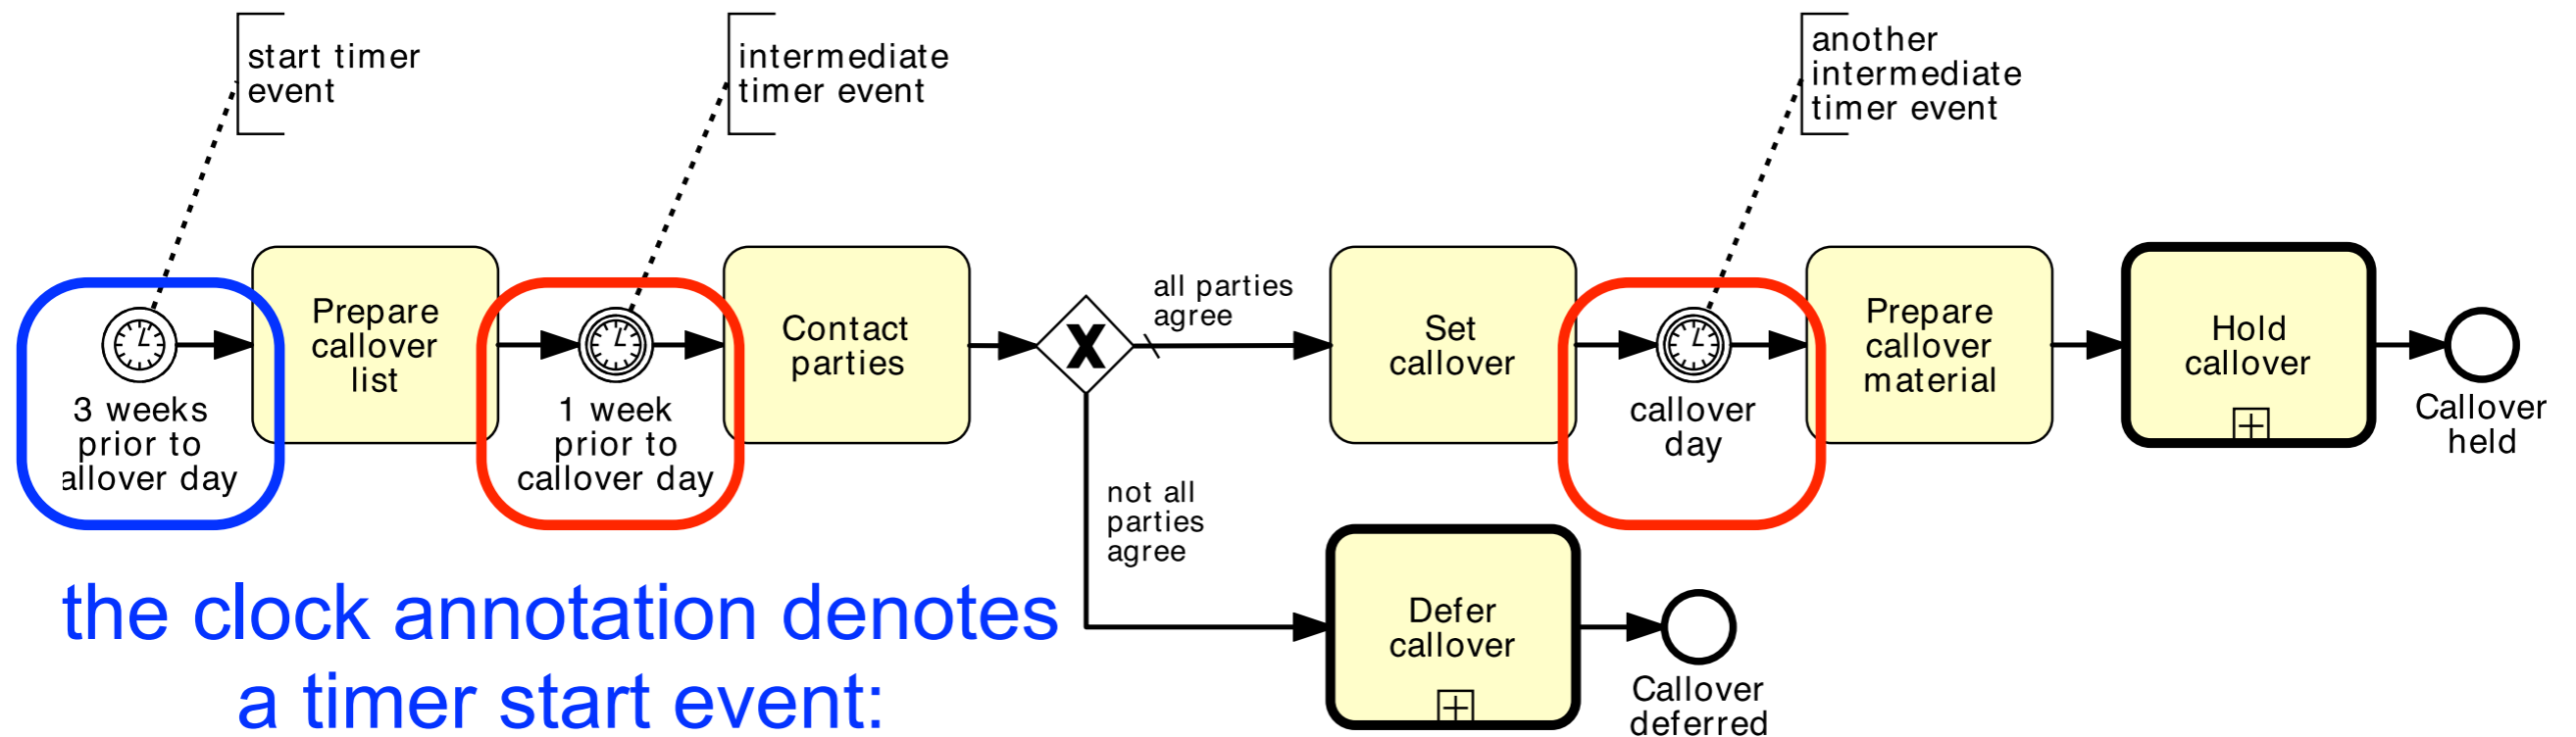 start timer
event
intermediate
timer event
another
intermediate
timer event
3 weeks
prior to
allover day
Prepare
callover
list
1 week
prior to
callover day
Contact
parties
X
all parties
agree
not all
parties
agree
Set
callover
callover
day
Prepare
callover
material
Hold
callover
Callover
held
Defer
callover
Callover
deferred
the clock annotation denotes
a timer start event: